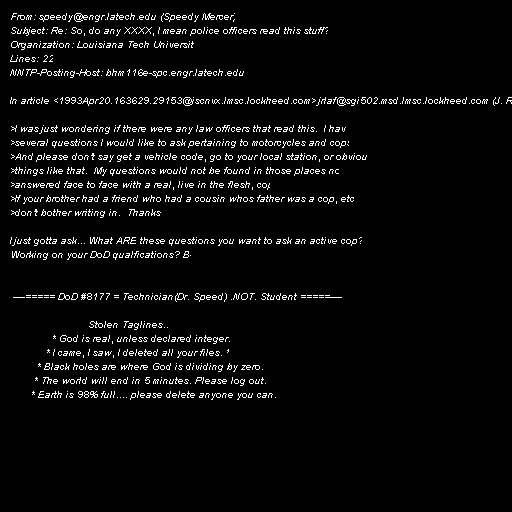 From: speedy@engr.latech.edu (Speedy Mercer)
Subject: Re: So, do any XXXX, I mean police officers read this stuff?
Organization: Louisiana Tech Universit
Lines: 22
NNTP-Posting-Host: bhm116e-spc.engr.latech.edu
In article <1993Apr20.163629.29153@iscnvx.lmsc.lockheed.com>jrlaf@sgi502.msd.lmsc.lockheed.com (J. R
>I was just wondering if there were any law officers that read this. I hav
>several questions I would like to ask pertaining to motorcycles and cops
>And please don't say get a vehicle code, go to your local station, or obviou
>things like that. My questions would not be found in those places no
>answered face to face with a real, live in the flesh, cop
>If your brother had a friend who had a cousin whos father was a cop, etc
>don't bother writing in. Thanks
I just gotta ask... What ARE these questions you want to ask an active cop?
Working on your DoD qualfications? B-
----===== DoD #8177 = Technician(Dr. Speed) .NOT. Student =====----
Stolen Taglines...
* God is real, unless declared integer.
* I came, I saw, I deleted all your files. *
* Black holes are where God is dividing by zero.
* The world will end in 5 minutes. Please log out.
* Earth is 98% full.... please delete anyone you can.